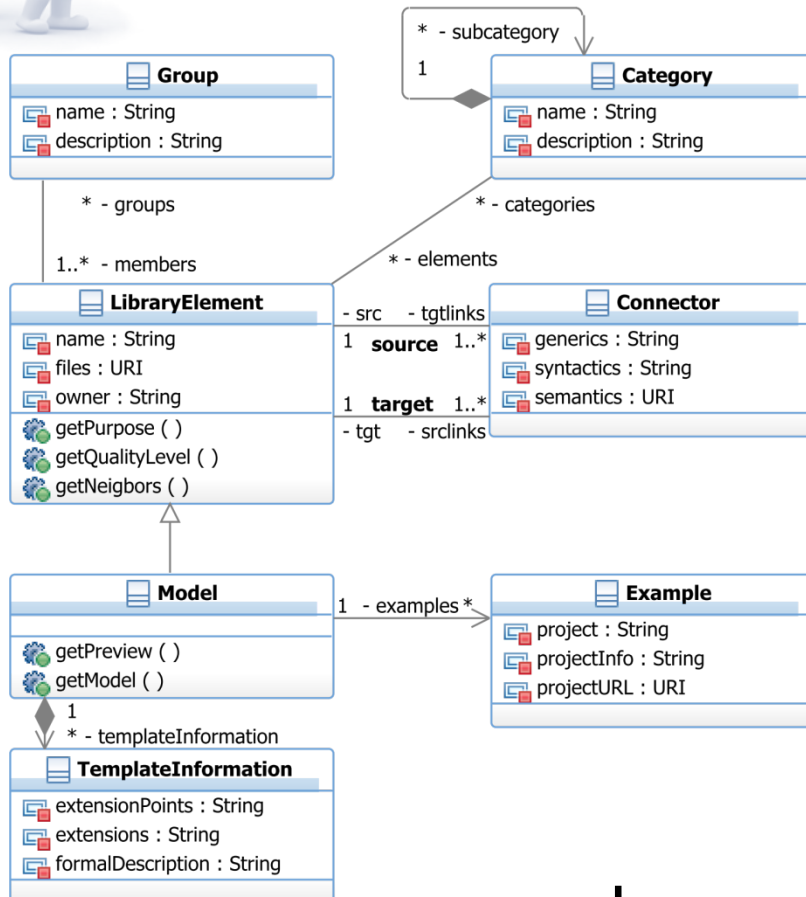 * - subcategory
1
Group
name : String
description : String
Category
name : String
description : String
* - groups
1..* - members
* - categories
* - elements
LibraryElement
name : String
files : URI
owner : String
getPurpose ( )
getQualityLevel ( )
getNeigbors ( )
- src - tgtlinks
1 source 1..*
1 target 1..*
- tgt - srclinks
Connector
generics : String
syntactics : String
semantics : URI
Model
getPreview ( )
getModel ( )
1 - examples *
Example
project : String
projectInfo : String
projectURL : URI
1
* - templateInformation
TemplateInformation
extensionPoints : String
extensions : String
formalDescription : String